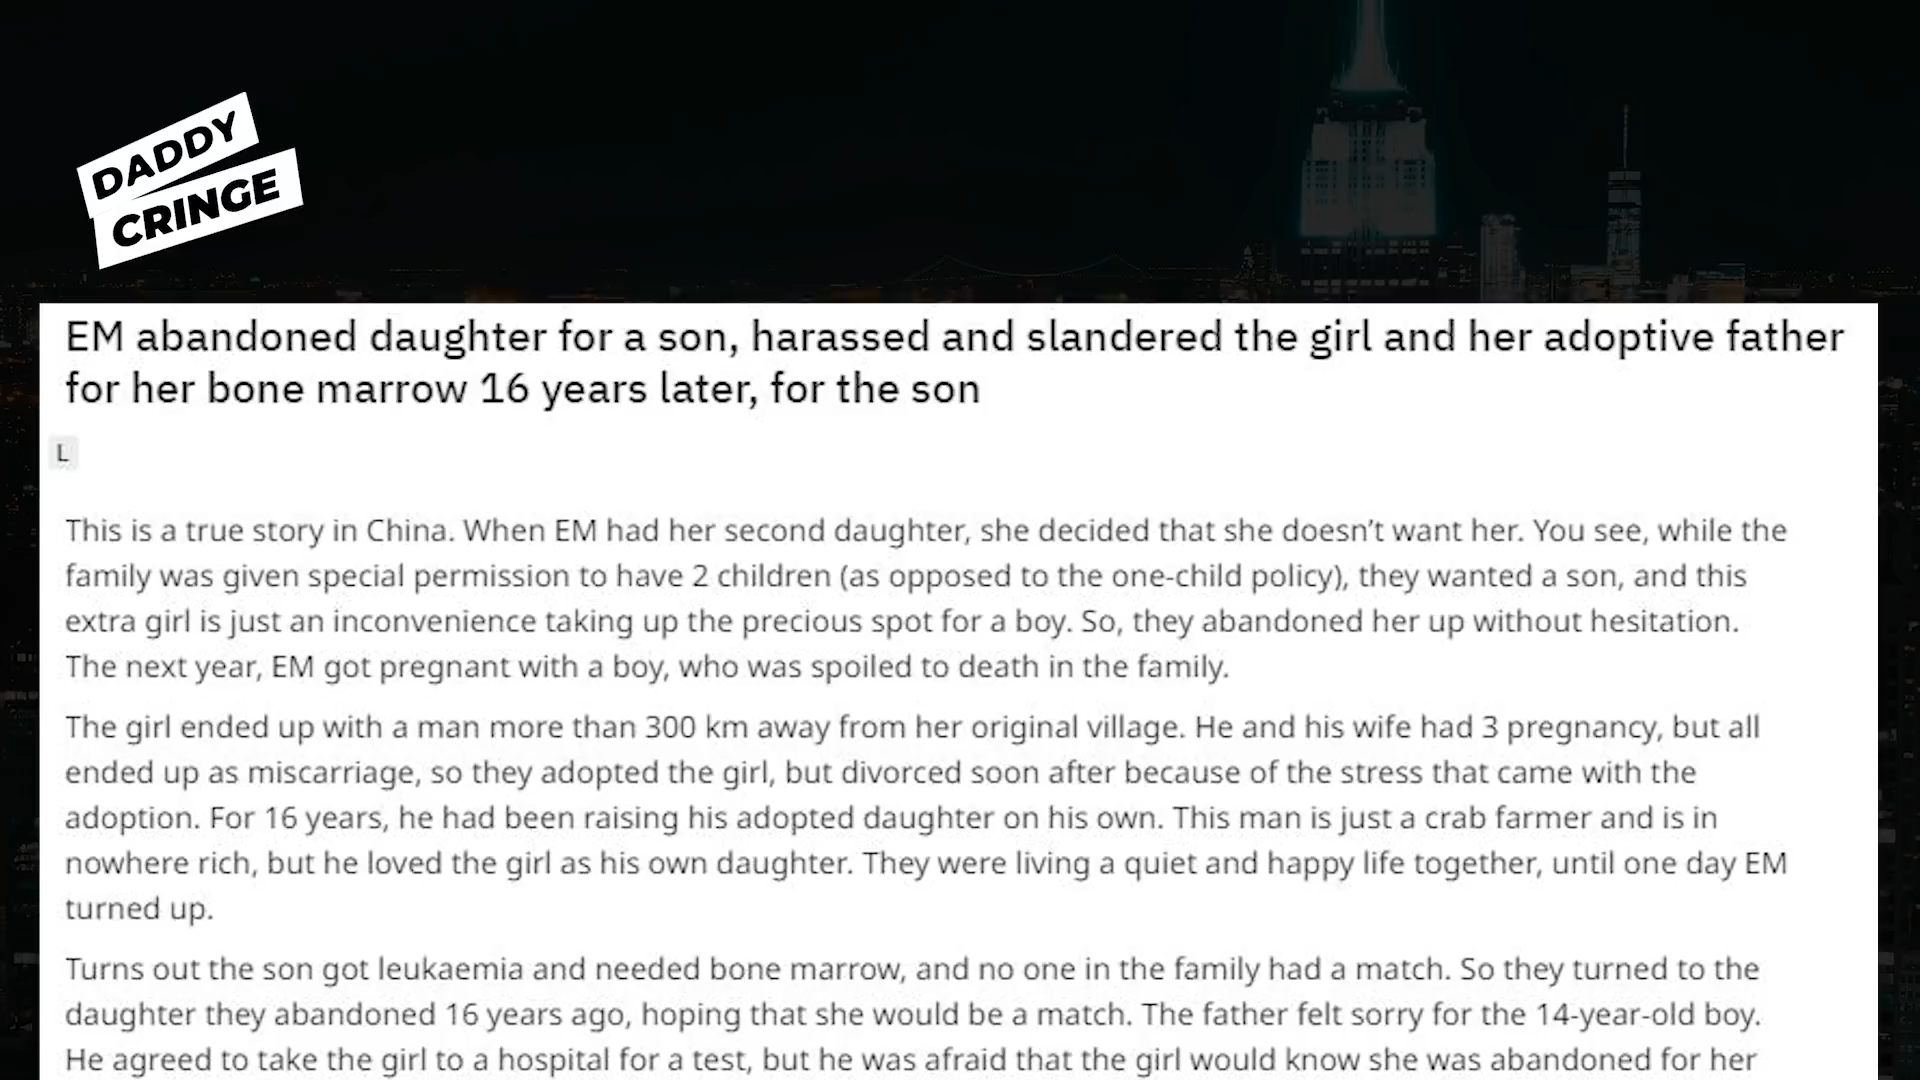 DADDY
CRINGE
EM abandoned daughter for a son, harassed and slandered the girl and her adoptive father
for her bone marrow 16 years later, for the son
L
This is a true story in China. When EM had her second daughter, she decided that she doesn’t want her. You see, while the
family was given special permission to have 2 children (as opposed to the one-child policy), they wanted a son, and this
extra girl is just an inconvenience taking up the precious spot for a boy. So, they abandoned her up without hesitation.
The next year, EM got pregnant with a boy, who was spoiled to death in the family.
The girl ended up with a man more than 300 km away from her original village. He and his wife had 3 pregnancy, but all
ended up as miscarriage, so they adopted the girl, but divorced soon after because of the stress that came with the
adoption. For 16 years, he had been raising his adopted daughter on his own. This man is just a crab farmer and is in
nowhere rich, but he loved the girl as his own daughter. They were living a quiet and happy life together, until one day EM
turned up.
Turns out the son got leukaemia and needed bone marrow, and no one in the family had a match. So they turned to the
daughter they abandoned 16 years ago, hoping that she would be a match. The father felt sorry for the 14-year-old boy.
He agreed to take the girl to a hospital for a test, but he was afraid that the girl would know she was abandoned for her